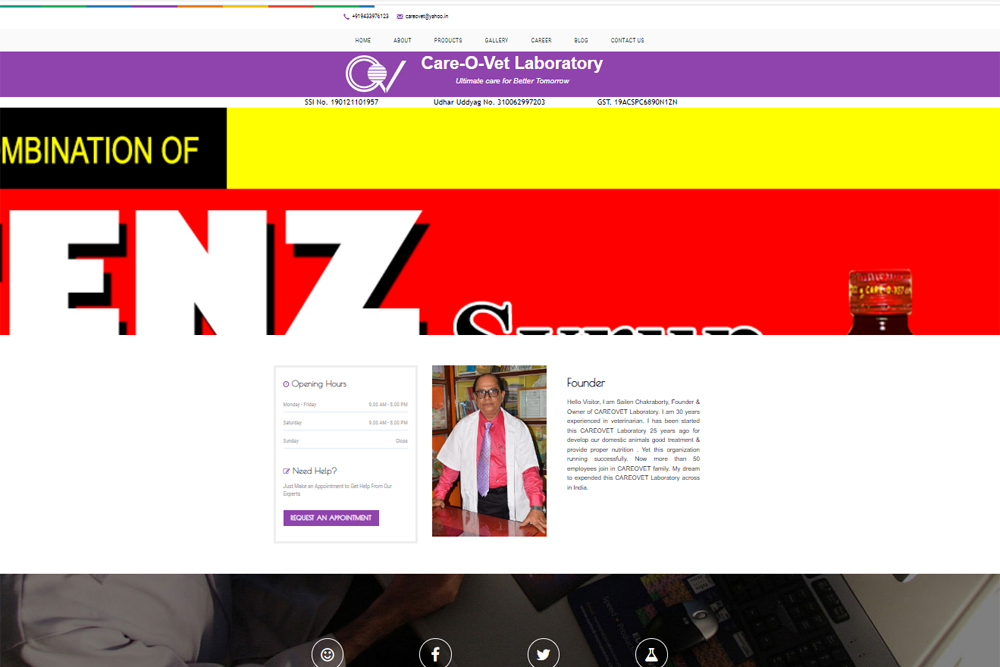 +919433976123 careovet@yahoo.in
HOME ABOUT PRODUCTS GALLERY CAREER BLOG CONTACT US
Care-O-Vet Laboratory
Ultimate care for Better Tomorrow
SSI No. 190121101957 Udhar Uddyag No. 310062997203 GST. 19ACSPC6890N1ZN
MBINATION OF
ENZ
Syrup
Opening Hours
Monday - Friday 9.00 AM - 8.00 PM
Saturday 9.00 AM - 8.00 PM
Sunday Close
Need Help?
Just Make an Appointment to Get Help From Our
Experts
REQUEST AN APPOINTMENT
Founder
Hello Visitor, I am Sailen Chakraborty, Founder &
Owner of CAREOVET Laboratory. I am 30 years
experienced in veterinarian, I has been started
this CAREOVET Laboratory 25 years ago for
develop our domestic animals good treatment &
provide proper nutrition . Yet this organization
running successfully. Now more than 50
employees join in CAREOVET family. My dream
to expended this CAREOVET Laboratory across
in India.